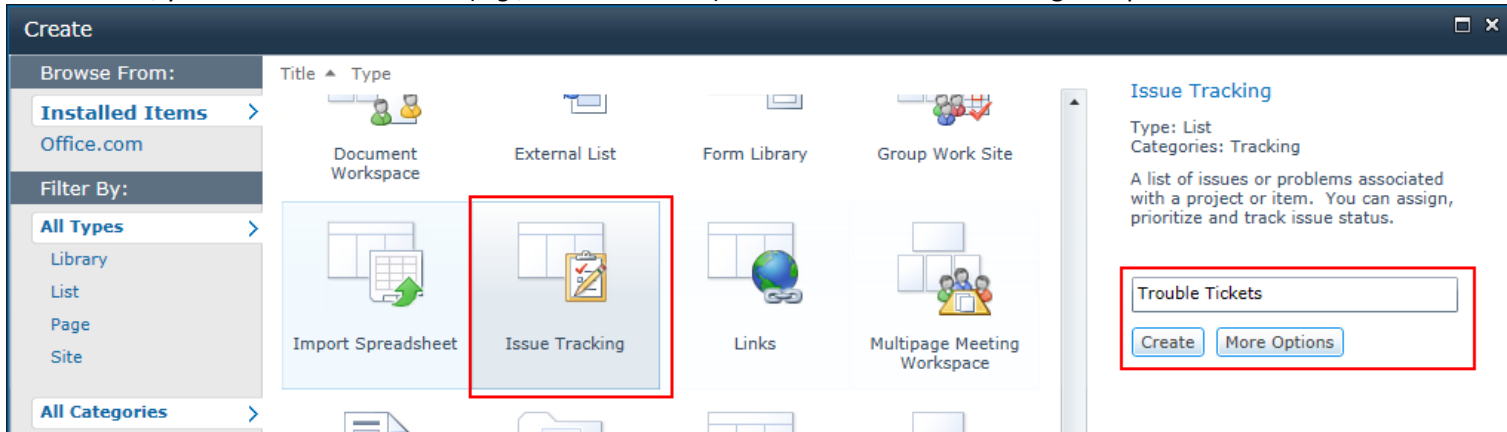 Create
Browse From:
Installed Items
Office.com
Filter By:
All Types
Library
List
Page
Site
All Categories
Title Type
Document
Workspace
External List
Form Library
Group Work Site
Import Spreadsheet
Issue Tracking
Links
Multipage Meeting
Workspace
Issue Tracking
Type: List
Categories: Tracking
A list of issues or problems associated
with a project or item. You can assign,
prioritize and track issue status.
Trouble Tickets
Create More Options